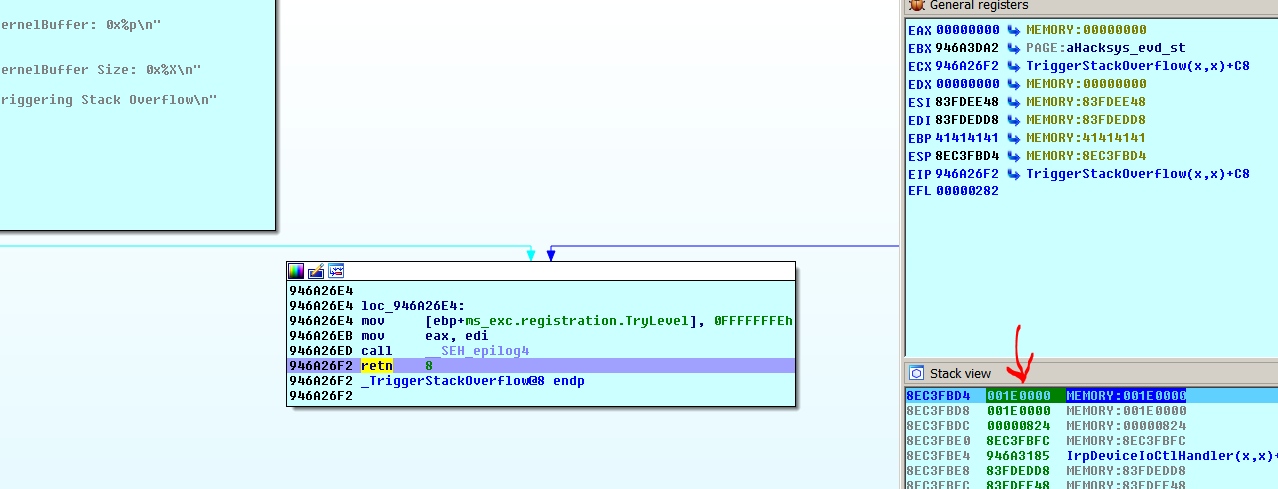 ernelBuffer: 0x%p\n"
ernelBuffer Size: 0x%X\n"
riggering Stack Overflow\n"
General registers
EAX 00000000 MEMORY:00000000
EBX 946A3DA2 PAGE:aHacksys_evd_st
ECX 946A26F2 TriggerStackOverflow(x,x)+C8
EDX 00000000 MEMORY:00000000
ESI 83FDEE48 MEMORY:83FDEE48
EDI 83FDEDD8 MEMORY:83FDEDD8
EBP 41414141 MEMORY:41414141
ESP 8EC3FBD4 MEMORY:8EC3FBD4
EIP 946A26F2 TriggerStackOverflow(x,x)+C8
EFL 00000282
946A26E4
946A26E4 loc_946A26E4:
946A26E4 mov [ebp+ms_exc.registration.TryLevel], 0FFFFFFFEh
946A26EB mov eax, edi
946A26ED call __SEH_epilog4
946A26F2 retn 8
946A26F2 _TriggerStackOverflow@8 endp
946A26F2
Stack view
8EC3FBD4 001E0000 MEMORY:001E0000
8EC3FBD8 001E0000 MEMORY:001E0000
8EC3FBDC 00000824 MEMORY:00000824
8EC3FBE0 8EC3FBFC MEMORY:8EC3FBFC
8EC3FBE4 946A3185 IrpDeviceIoCtlHandler(x,x)+
8EC3FBE8 83FDEDD8 MEMORY:83FDEDD8
8EC3FBEC 83FDEE48 MEMORY:83FDEE48